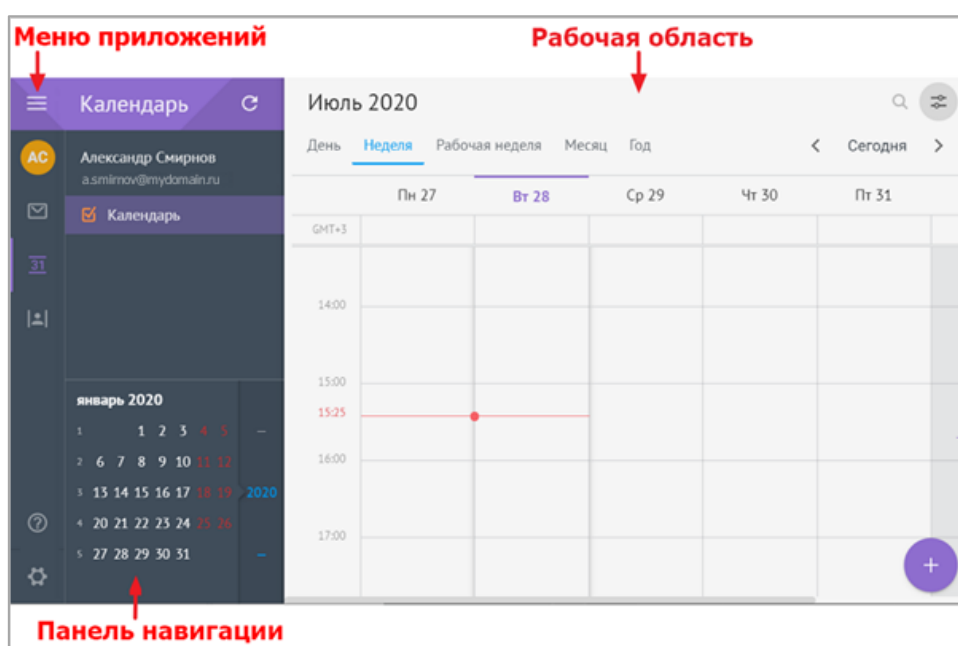 Меню приложений
Рабочая область
Календарь
Июль 2020
AC
Александр Смирнов
a.smirnov@mydomain.ru
Календарь
31
День Неделя Рабочая неделя Месяц Год
Сегодня
Пн 27 Вт 28 Ср 29 Чт 30 Пт 31
GMT+3
14:00
15:00
15:25
16:00
17:00
январь 2020
1 1 2 3 4 5 –
2 6 7 8 9 10 11 12
3 13 14 15 16 17 18 19 2020
4 20 21 22 23 24 25 26
5 27 28 29 30 31 –
Панель навигации